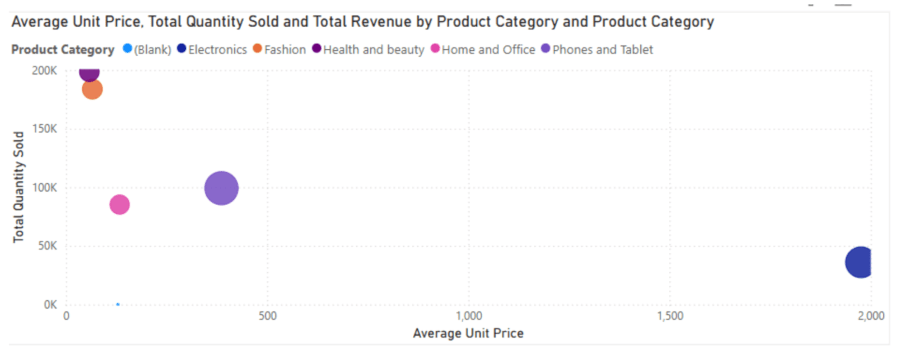 Average Unit Price, Total Quantity Sold and Total Revenue by Product Category and Product Category
Product Category (Blank) Electronics Fashion Health and beauty Home and Office Phones and Tablet
200K
150K
100K
50K
0K
Total Quantity Sold
0 500 1,000 1,500 2,000
Average Unit Price